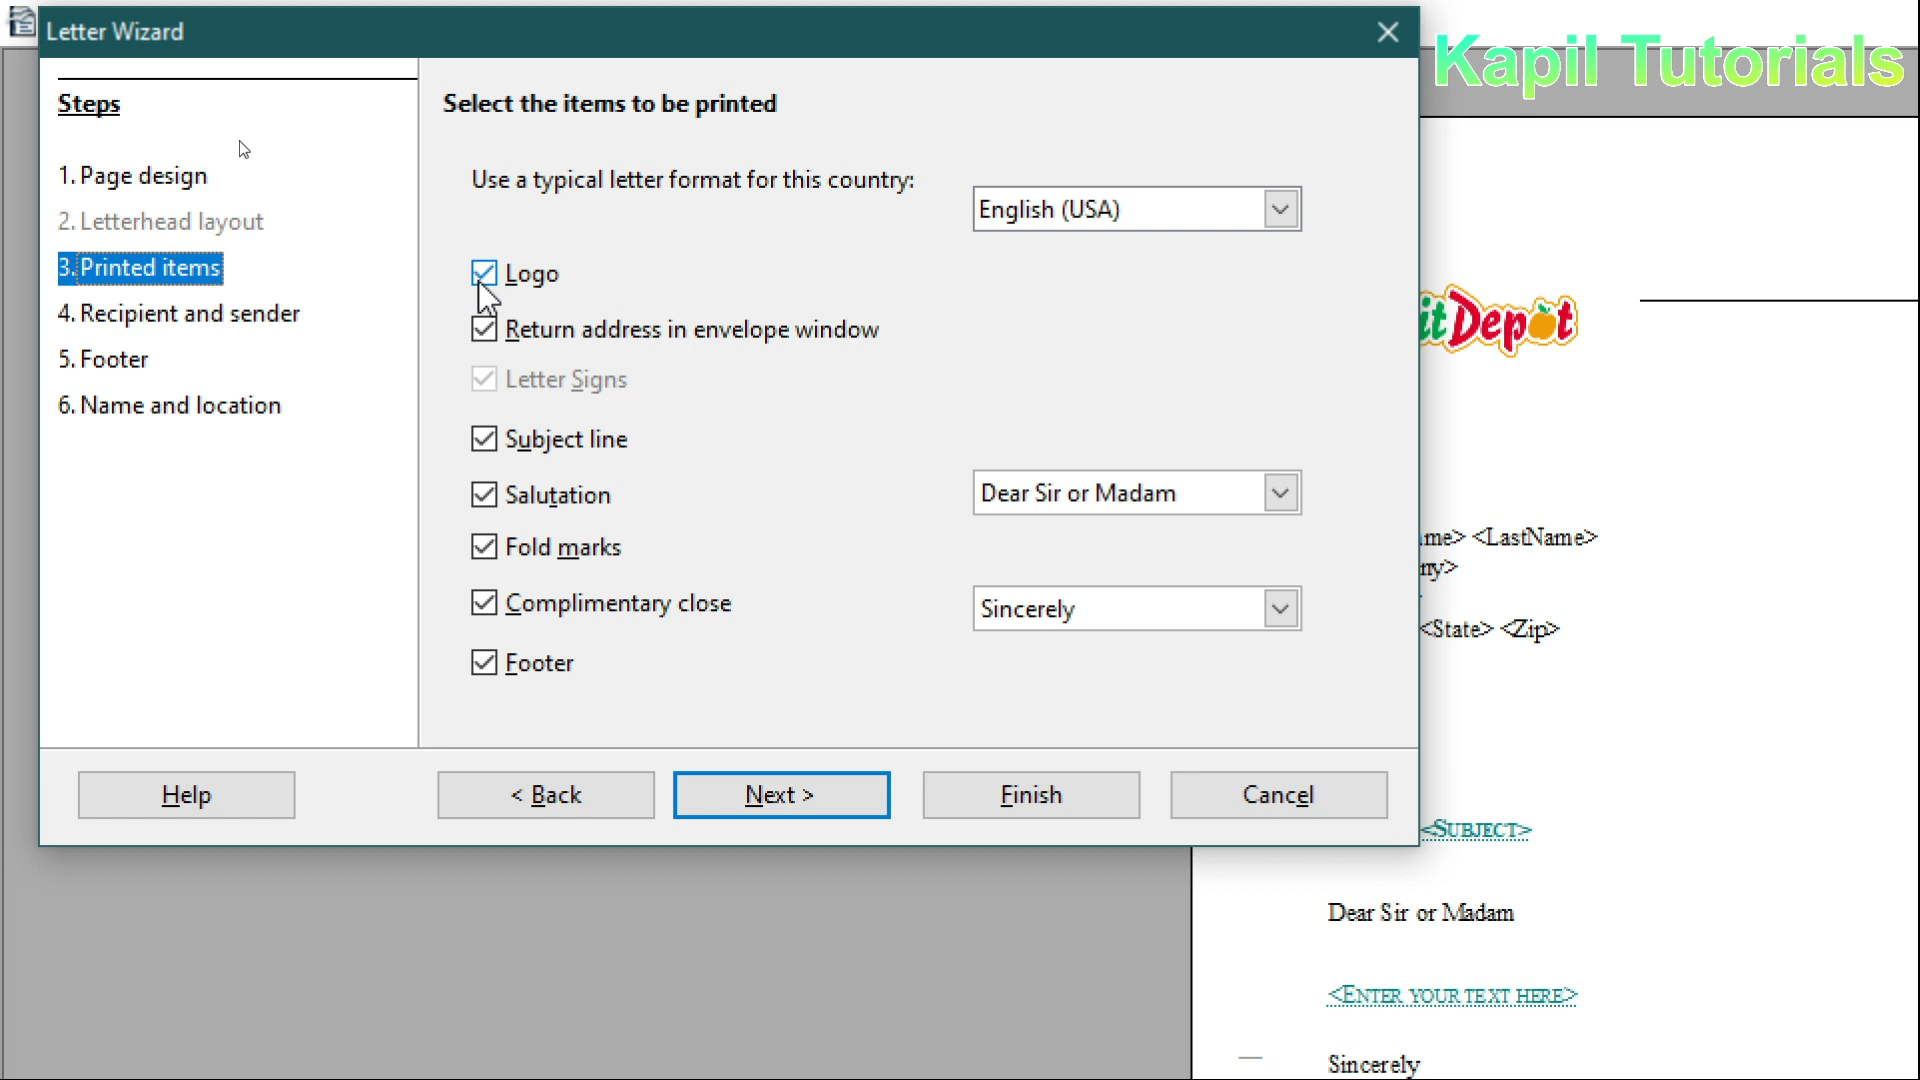 Letter Wizard
Kapil Tutorials
Steps
1. Page design
2. Letterhead layout
3. Printed items
4. Recipient and sender
5. Footer
6. Name and location
Select the items to be printed
Use a typical letter format for this country:
English (USA)
Logo
Return address in envelope window
Letter Signs
Subject line
Salutation
Dear Sir or Madam
Fold marks
Complimentary close
Sincerely
Footer
Help
< Back
Next >
Finish
Cancel
Depot
<LastName>
<State> <Zip>
<SUBJECT>
Dear Sir or Madam
<ENTER YOUR TEXT HERE>
Sincerely